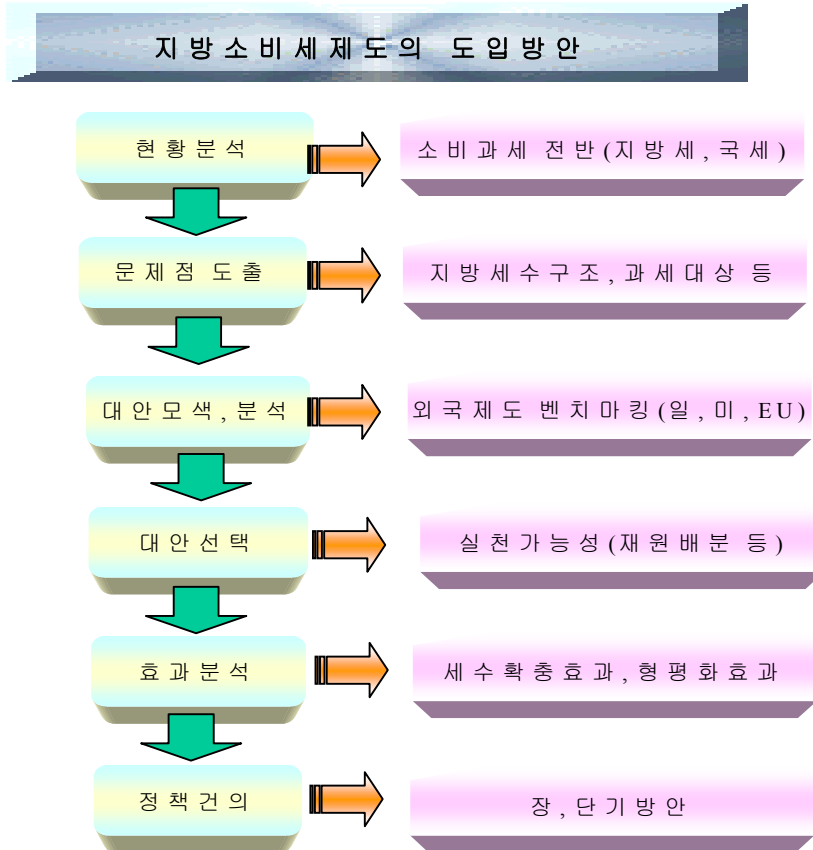 지방소비세제도의 도입방안
현황분석
소비과세 전반(지방세,국세)
문제점 도출
지방세수구조,과세대상 등
대안모색,분석
외국제도 벤치마킹(일,미,EU)
대안선택
실천가능성(재원배분 등)
효과분석
세수확충효과,형평화효과
정책건의
장,단기방안